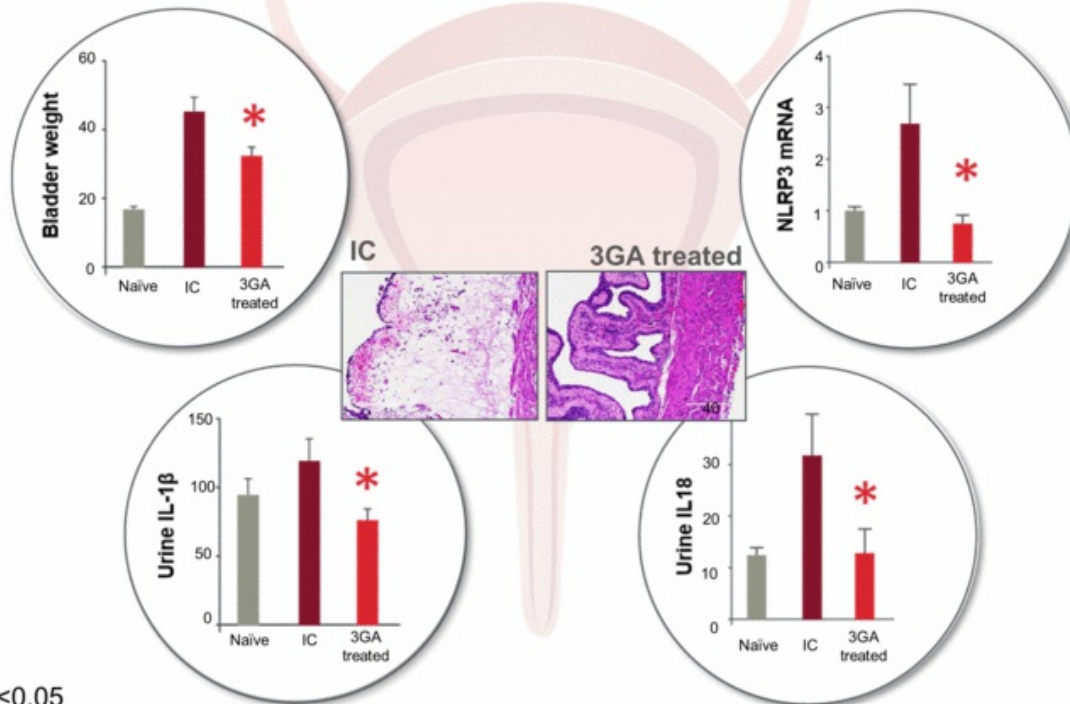 Bladder weight
60
40
20
0
Naïve IC 3GA
treated
NLRP3 mRNA
4
3
2
1
0
Naïve IC 3GA
treated
IC
3GA treated
40
Urine IL-1β
150
100
50
0
Naïve IC 3GA
treated
Urine IL18
30
20
10
0
Naïve IC 3GA
treated
<0.05